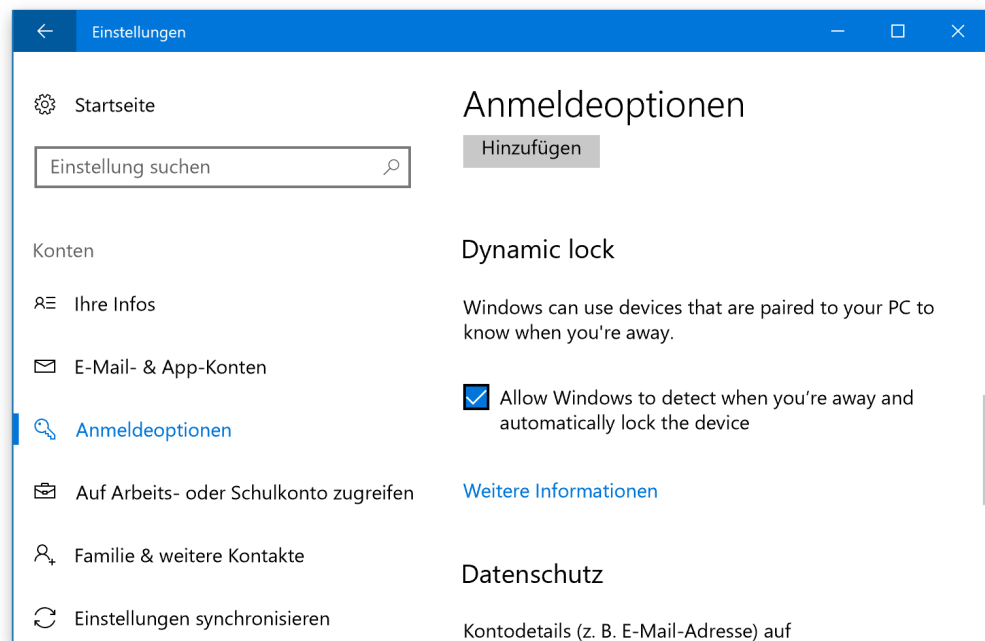 Einstellungen
Startseite
Einstellung suchen
Konten
Ihre Infos
E-Mail- & App-Konten
Anmeldeoptionen
Auf Arbeits- oder Schulkonto zugreifen
Familie & weitere Kontakte
Einstellungen synchronisieren
Anmeldeoptionen
Hinzufügen
Dynamic lock
Windows can use devices that are paired to your PC to
know when you're away.
Allow Windows to detect when you’re away and
automatically lock the device
Weitere Informationen
Datenschutz
Kontodetails (z. B. E-Mail-Adresse) auf